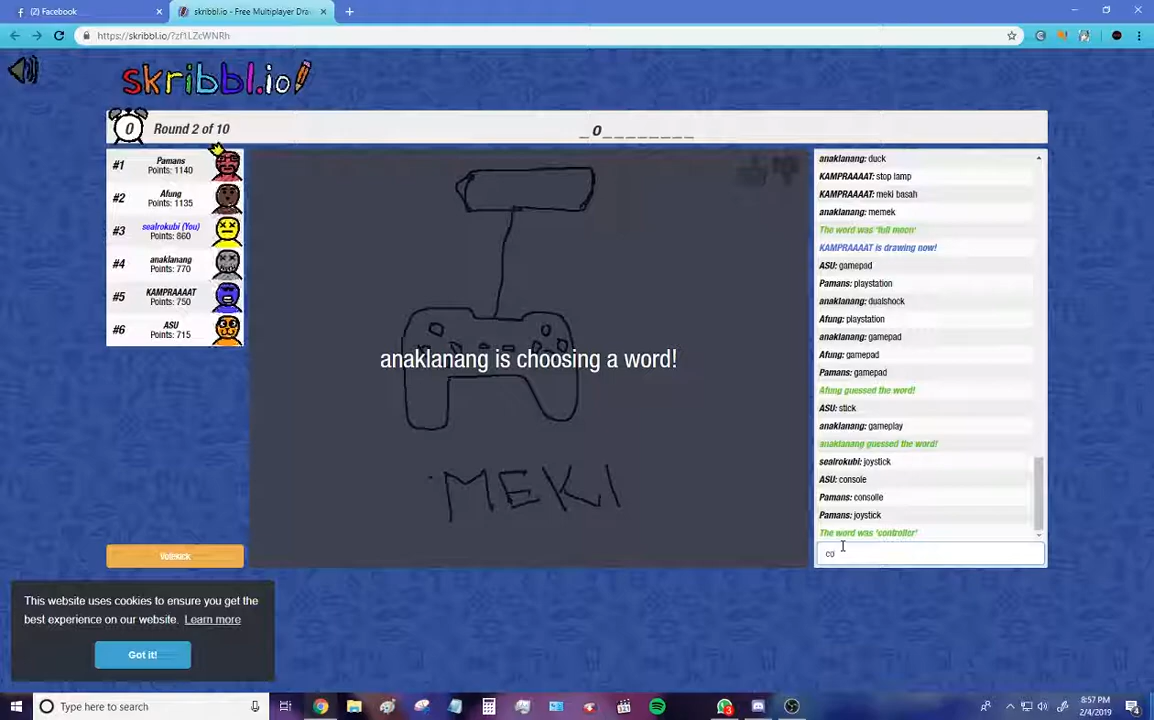 (2) Facebook
skribbl.io - Free Multiplayer Draw
https://skribbl.io/?zf1LZcWNRh
skribbl.io
0
Round 2 of 10
_ o _ _ _ _ _ _ _ _
#1 Pamans
Points: 1140
#2 Afung
Points: 1135
#3 sealrokubi (You)
Points: 860
#4 anaklanang
Points: 770
#5 KAMPRAAAAT
Points: 750
#6 ASU
Points: 715
Votekick
anaklanang is choosing a word!
MEKI
anaklanang: duck
KAMPRAAAAT: stop lamp
KAMPRAAAAT: meki basah
anaklanang: memek
The word was 'full moon'
KAMPRAAAAT is drawing now!
ASU: gamepad
Pamans: playstation
anaklanang: dualshock
Afung: playstation
anaklanang: gamepad
Afung: gamepad
Pamans: gamepad
Afung guessed the word!
ASU: stick
anaklanang: gameplay
anaklanang guessed the word!
sealrokubi: joystick
ASU: console
Pamans: consolle
Pamans: joystick
The word was 'controller'
co
This website uses cookies to ensure you get the
best experience on our website. Learn more
Got it!
Type here to search
3
8:57 PM
2/4/2019
4